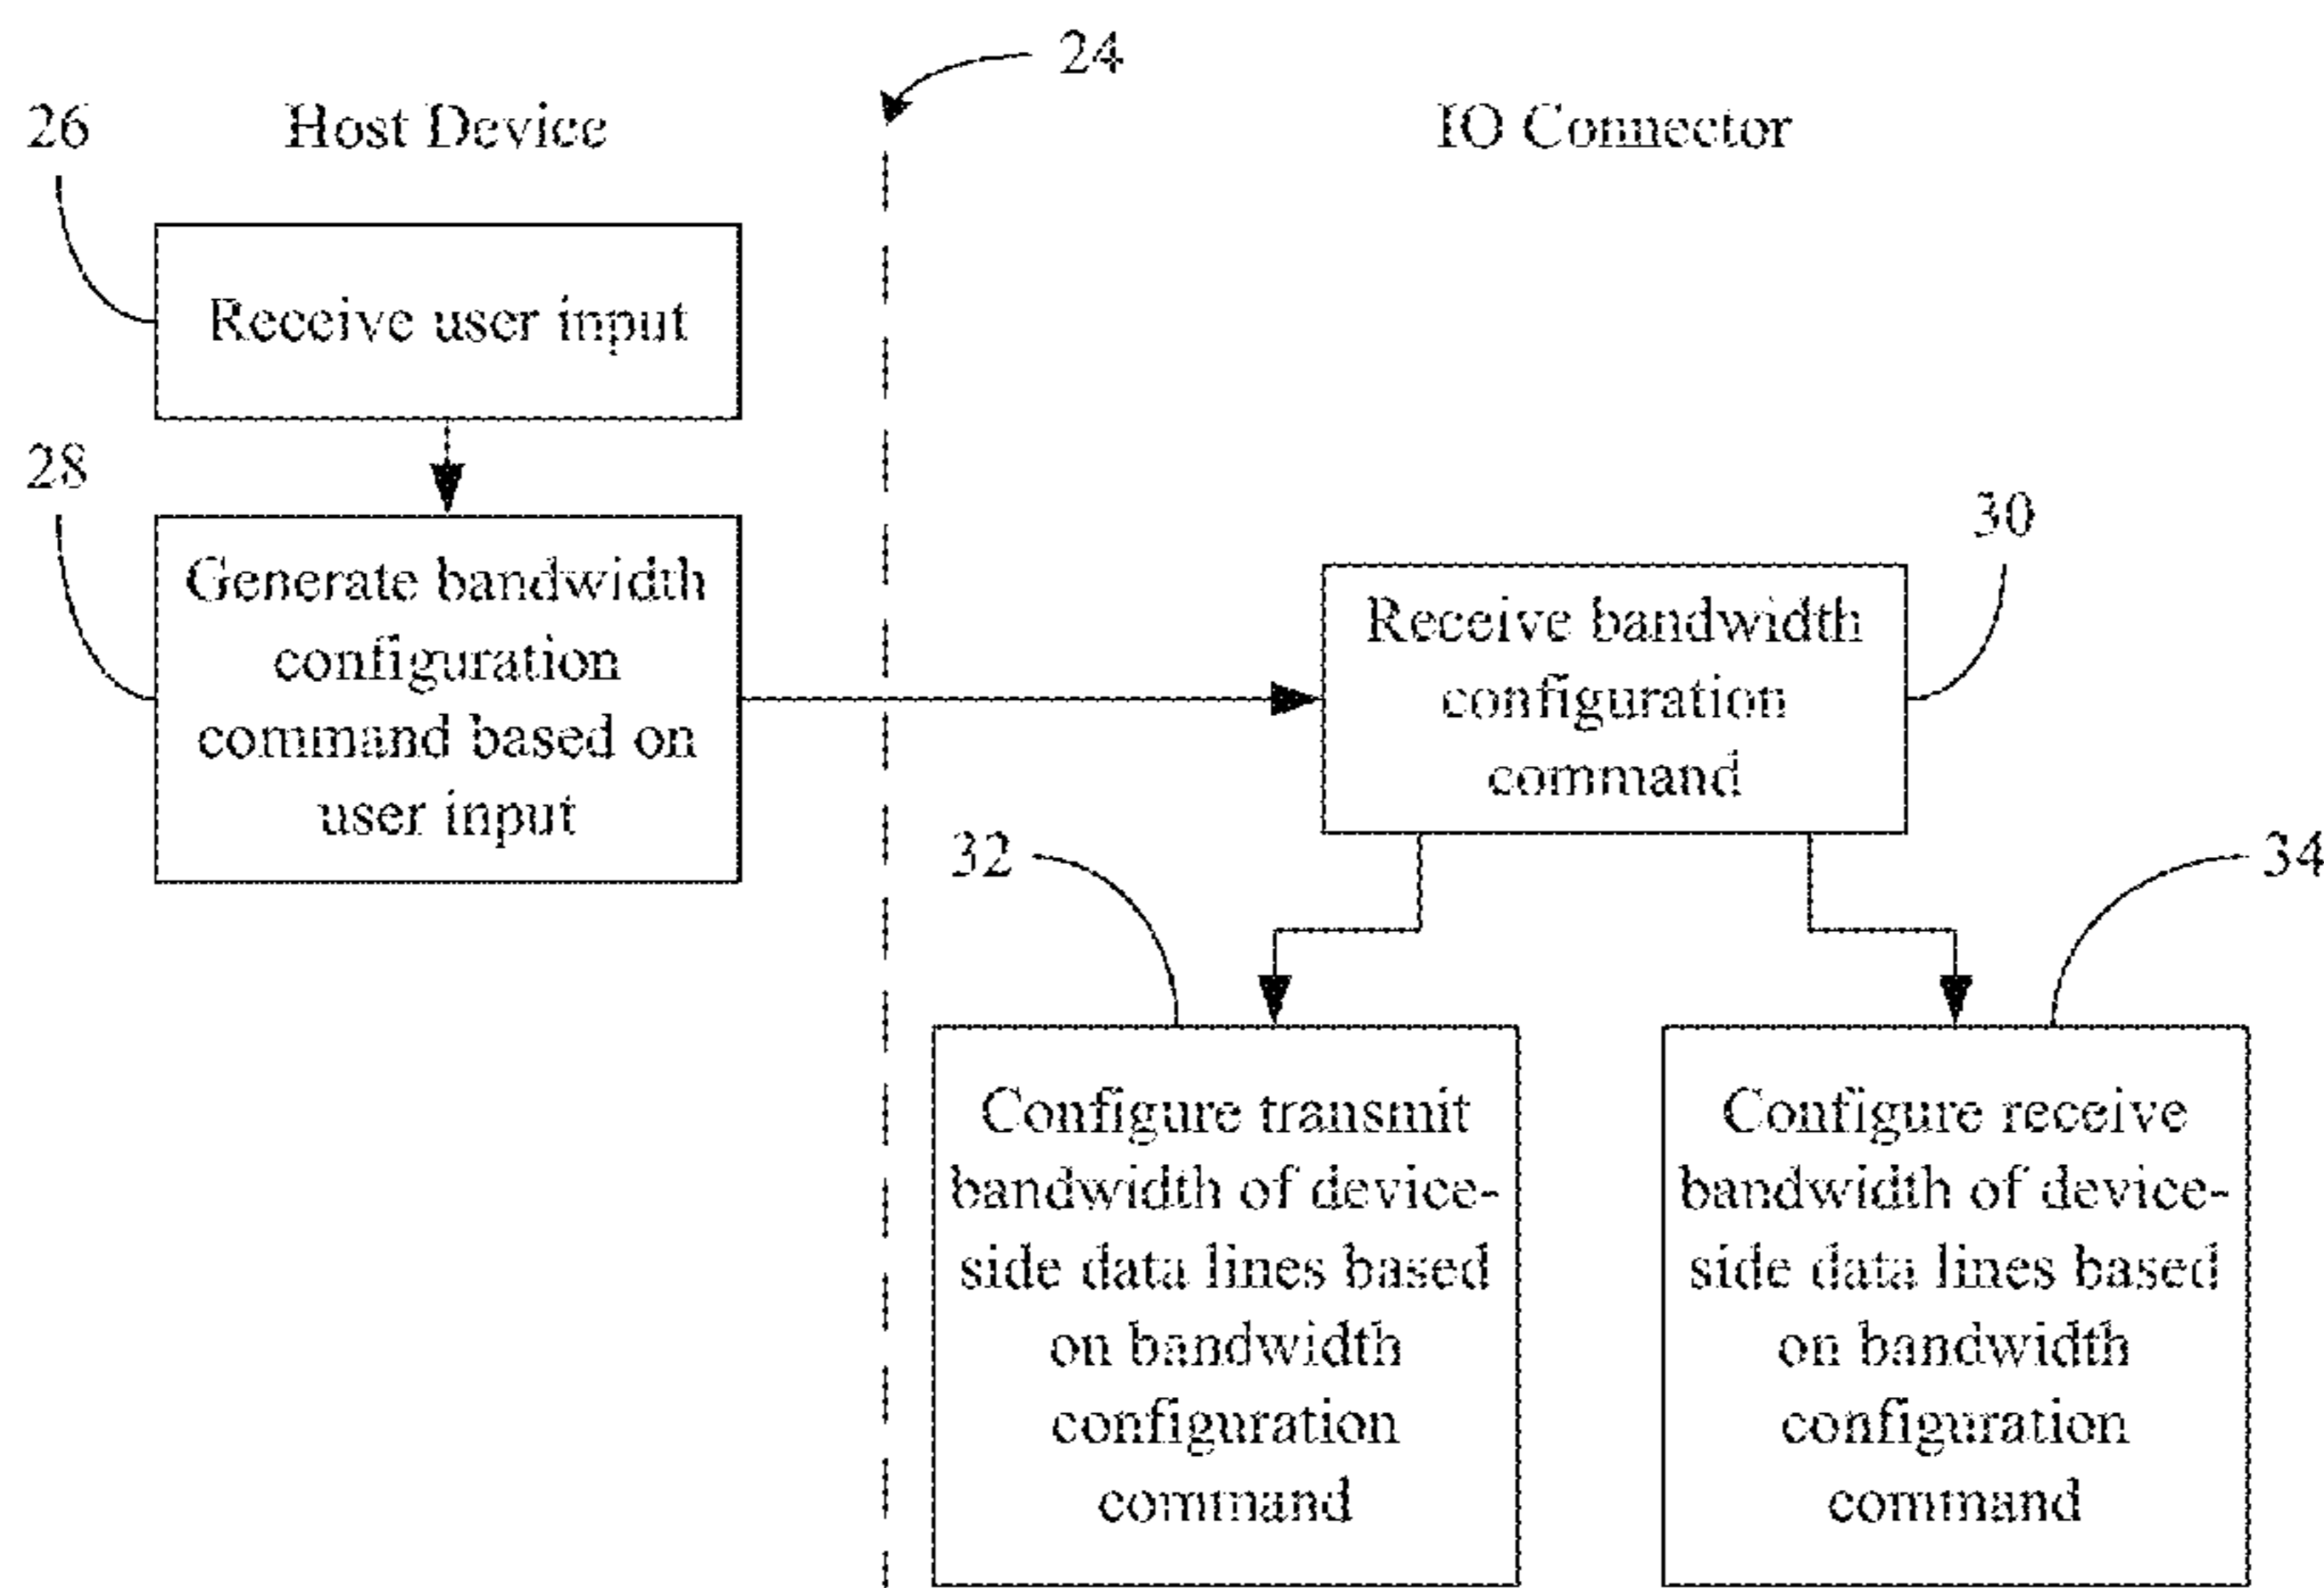 24
26
Host Device
IO Connector
Receive user input
28
Generate bandwidth
configuration
command based on
user input
30
Receive bandwidth
configuration
command
32
34
Configure transmit
bandwidth of device-
side data lines based
on bandwidth
configuration
command
Configure receive
bandwidth of device-
side data lines based
on bandwidth
configuration
command